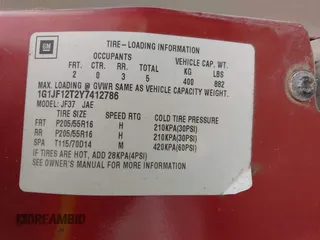 GM
TIRE-LOADING INFORMATION
OCCUPANTS VEHICLE CAP. WT.
FRT. CTR. RR. TOTAL KG LBS
2 0 3 5 400 882
MAX. LOADING @ GVWR SAME AS VEHICLE CAPACITY WEIGHT.
1G1JF12T2Y7412786
MODEL: JF37 JAE
TIRE SIZE SPEED RTG COLD TIRE PRESSURE
FRT P205/55R16 H 210KPA(30PSI)
RR P205/55R16 H 210KPA(30PSI)
SPA T115/70D14 M 420KPA(60PSI)
IF TIRES ARE HOT, ADD 28KPA(4PSI)
SEE OWNER'S MANUAL FOR MORE INFORMATION
DREAMBID